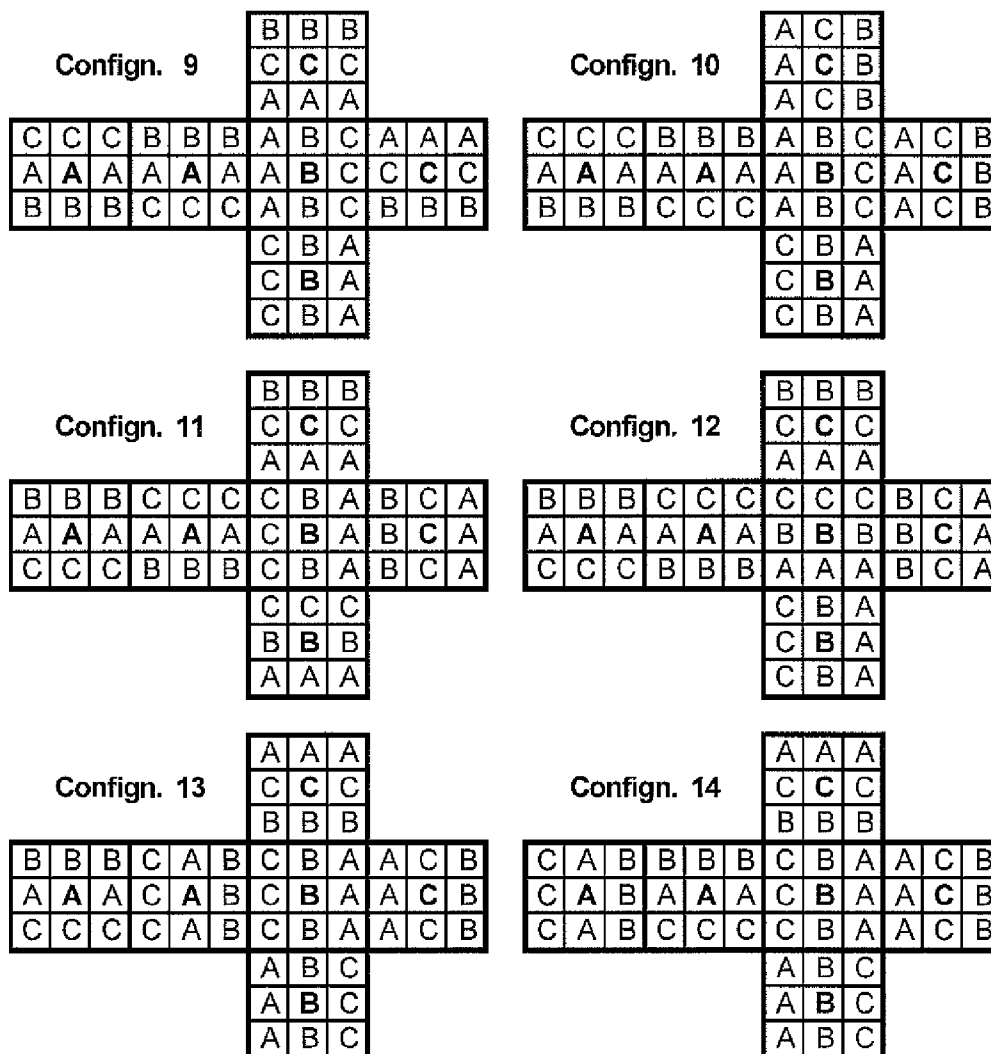 Confign. 9
B B B
C C C
A A A
C C C B B B A B C A A A
A A A A A A A B C C C C
B B B C C C A B C B B B
C B A
C B A
C B A
Confign. 10
A C B
A C B
A C B
C C C B B B A B C A C B
A A A A A A A B C A C B
B B B C C C A B C A C B
C B A
C B A
C B A
Confign. 11
B B B
C C C
A A A
B B B C C C C B A B C A
A A A A A A C B A B C A
C C C B B B C B A B C A
C C C
B B B
A A A
Confign. 12
B B B
C C C
A A A
B B B C C C C C C B C A
A A A A A A B B B B C A
C C C B B B A A A B C A
C B A
C B A
C B A
Confign. 13
A A A
C C C
B B B
B B B C A B C B A A C B
A A A C A B C B A A C B
C C C C A B C B A A C B
A B C
A B C
A B C
Confign. 14
A A A
C C C
B B B
C A B B B B C B A A C B
C A B A A A C B A A C B
C A B C C C C B A A C B
A B C
A B C
A B C